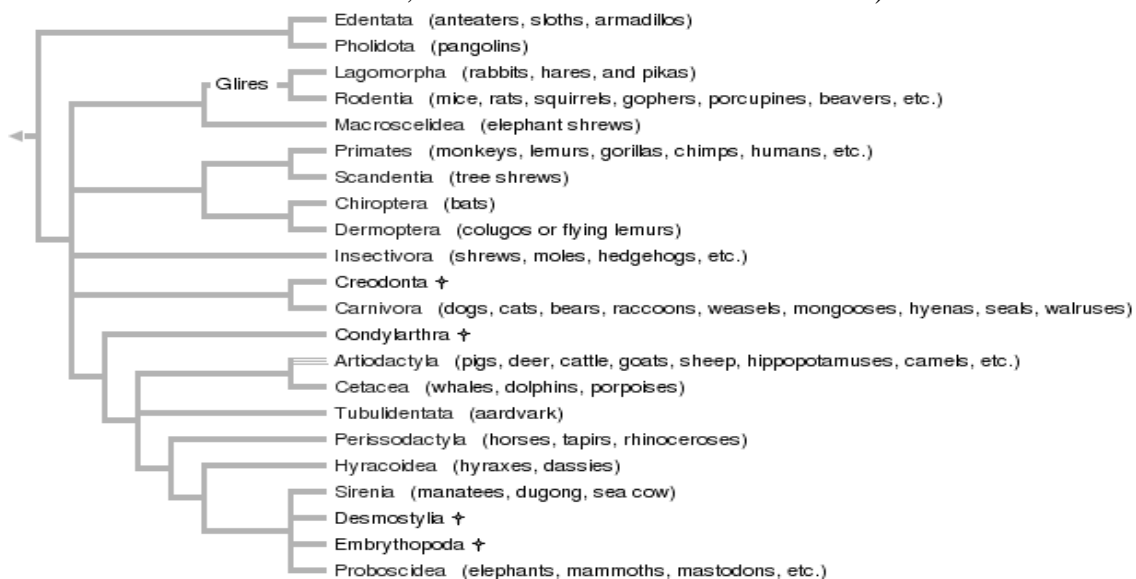 Edentata (anteaters, sloths, armadillos)
Pholidota (pangolins)
Lagomorpha (rabbits, hares, and pikas)
Glires
Rodentia (mice, rats, squirrels, gophers, porcupines, beavers, etc.)
Macroscelidea (elephant shrews)
Primates (monkeys, lemurs, gorillas, chimps, humans, etc.)
Scandentia (tree shrews)
Chiroptera (bats)
Dermoptera (colugos or flying lemurs)
Insectivora (shrews, moles, hedgehogs, etc.)
Creodonta ✧
Carnivora (dogs, cats, bears, raccoons, weasels, mongooses, hyenas, seals, walruses)
Condylarthra ✧
Artiodactyla (pigs, deer, cattle, goats, sheep, hippopotamuses, camels, etc.)
Cetacea (whales, dolphins, porpoises)
Tubulidentata (aardvark)
Perissodactyla (horses, tapirs, rhinoceroses)
Hyracoidea (hyraxes, dassies)
Sirenia (manatees, dugong, sea cow)
Desmostylia ✧
Embrythopoda ✧
Proboscidea (elephants, mammoths, mastodons, etc.)